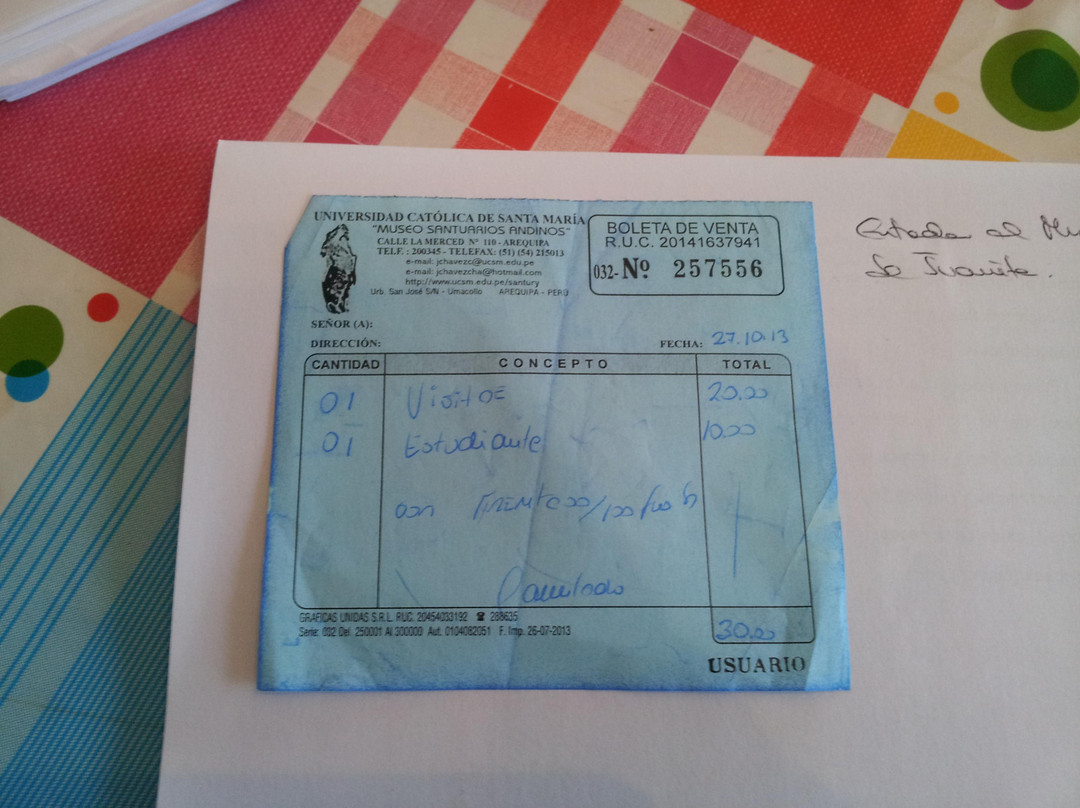 UNIVERSIDAD CATÓLICA DE SANTA MARÍA
"MUSEO SANTUARIOS ANDINOS"
CALLE LA MERCED Nº 110 - AREQUIPA
TELF. : 200345 - TELEFAX: (51) (54) 215013
e-mail: jchavezc@ucsm.edu.pe
e-mail: jchavezcha@hotmail.com
http://www.ucsm.edu.pe/santury
Urb. San José S/N - Umacollo AREQUIPA - PERÚ
BOLETA DE VENTA
R.U.C. 20141637941
032- Nº 257556
SEÑOR (A):
DIRECCIÓN: FECHA: 27.10.13
CANTIDAD CONCEPTO TOTAL
01 20.00
01 Estudiante 10.00
Cancelado
30.00
GRAFICAS UNIDAS S.R.L. RUC. 20454033192 ☎ 288635
Serie: 032 Del 250001 Al 300000 Aut. 0104082051 F. Imp. 26-07-2013
USUARIO
al